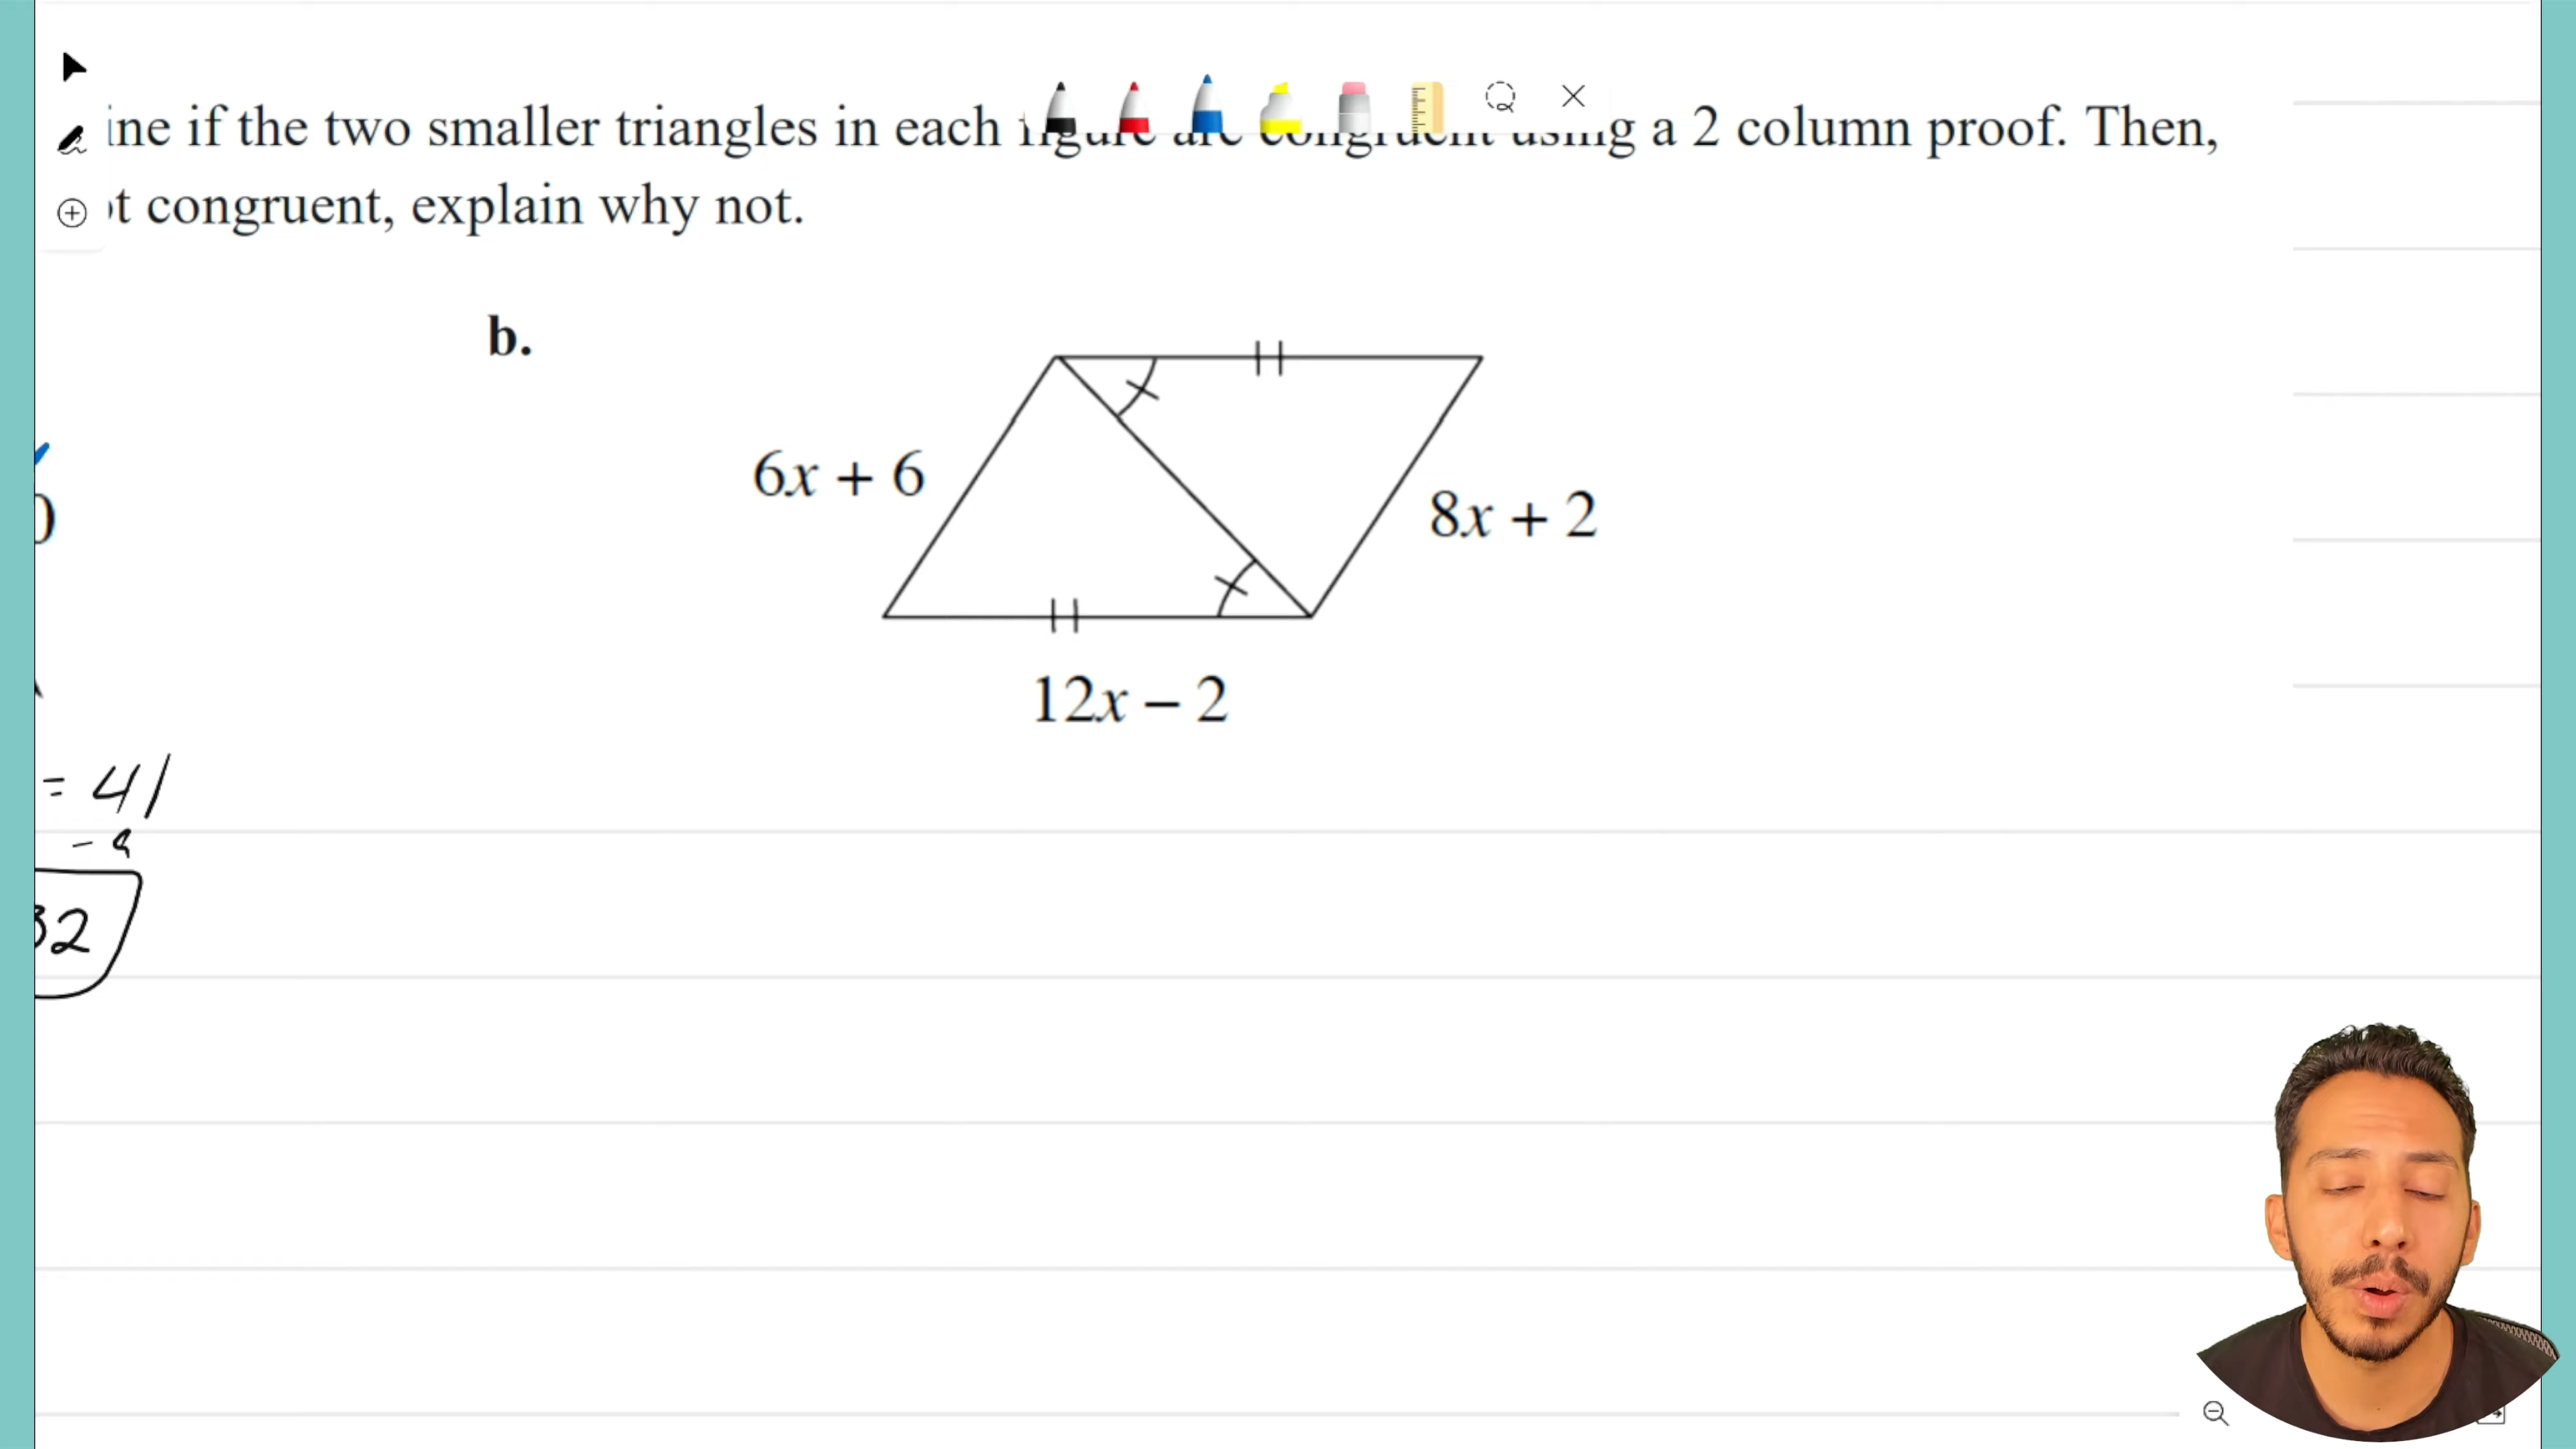 ine if the two smaller triangles in each figure are congruent using a 2 column proof. Then,
t congruent, explain why not.
b.
6x + 6
8x + 2
12x – 2
= 41
32